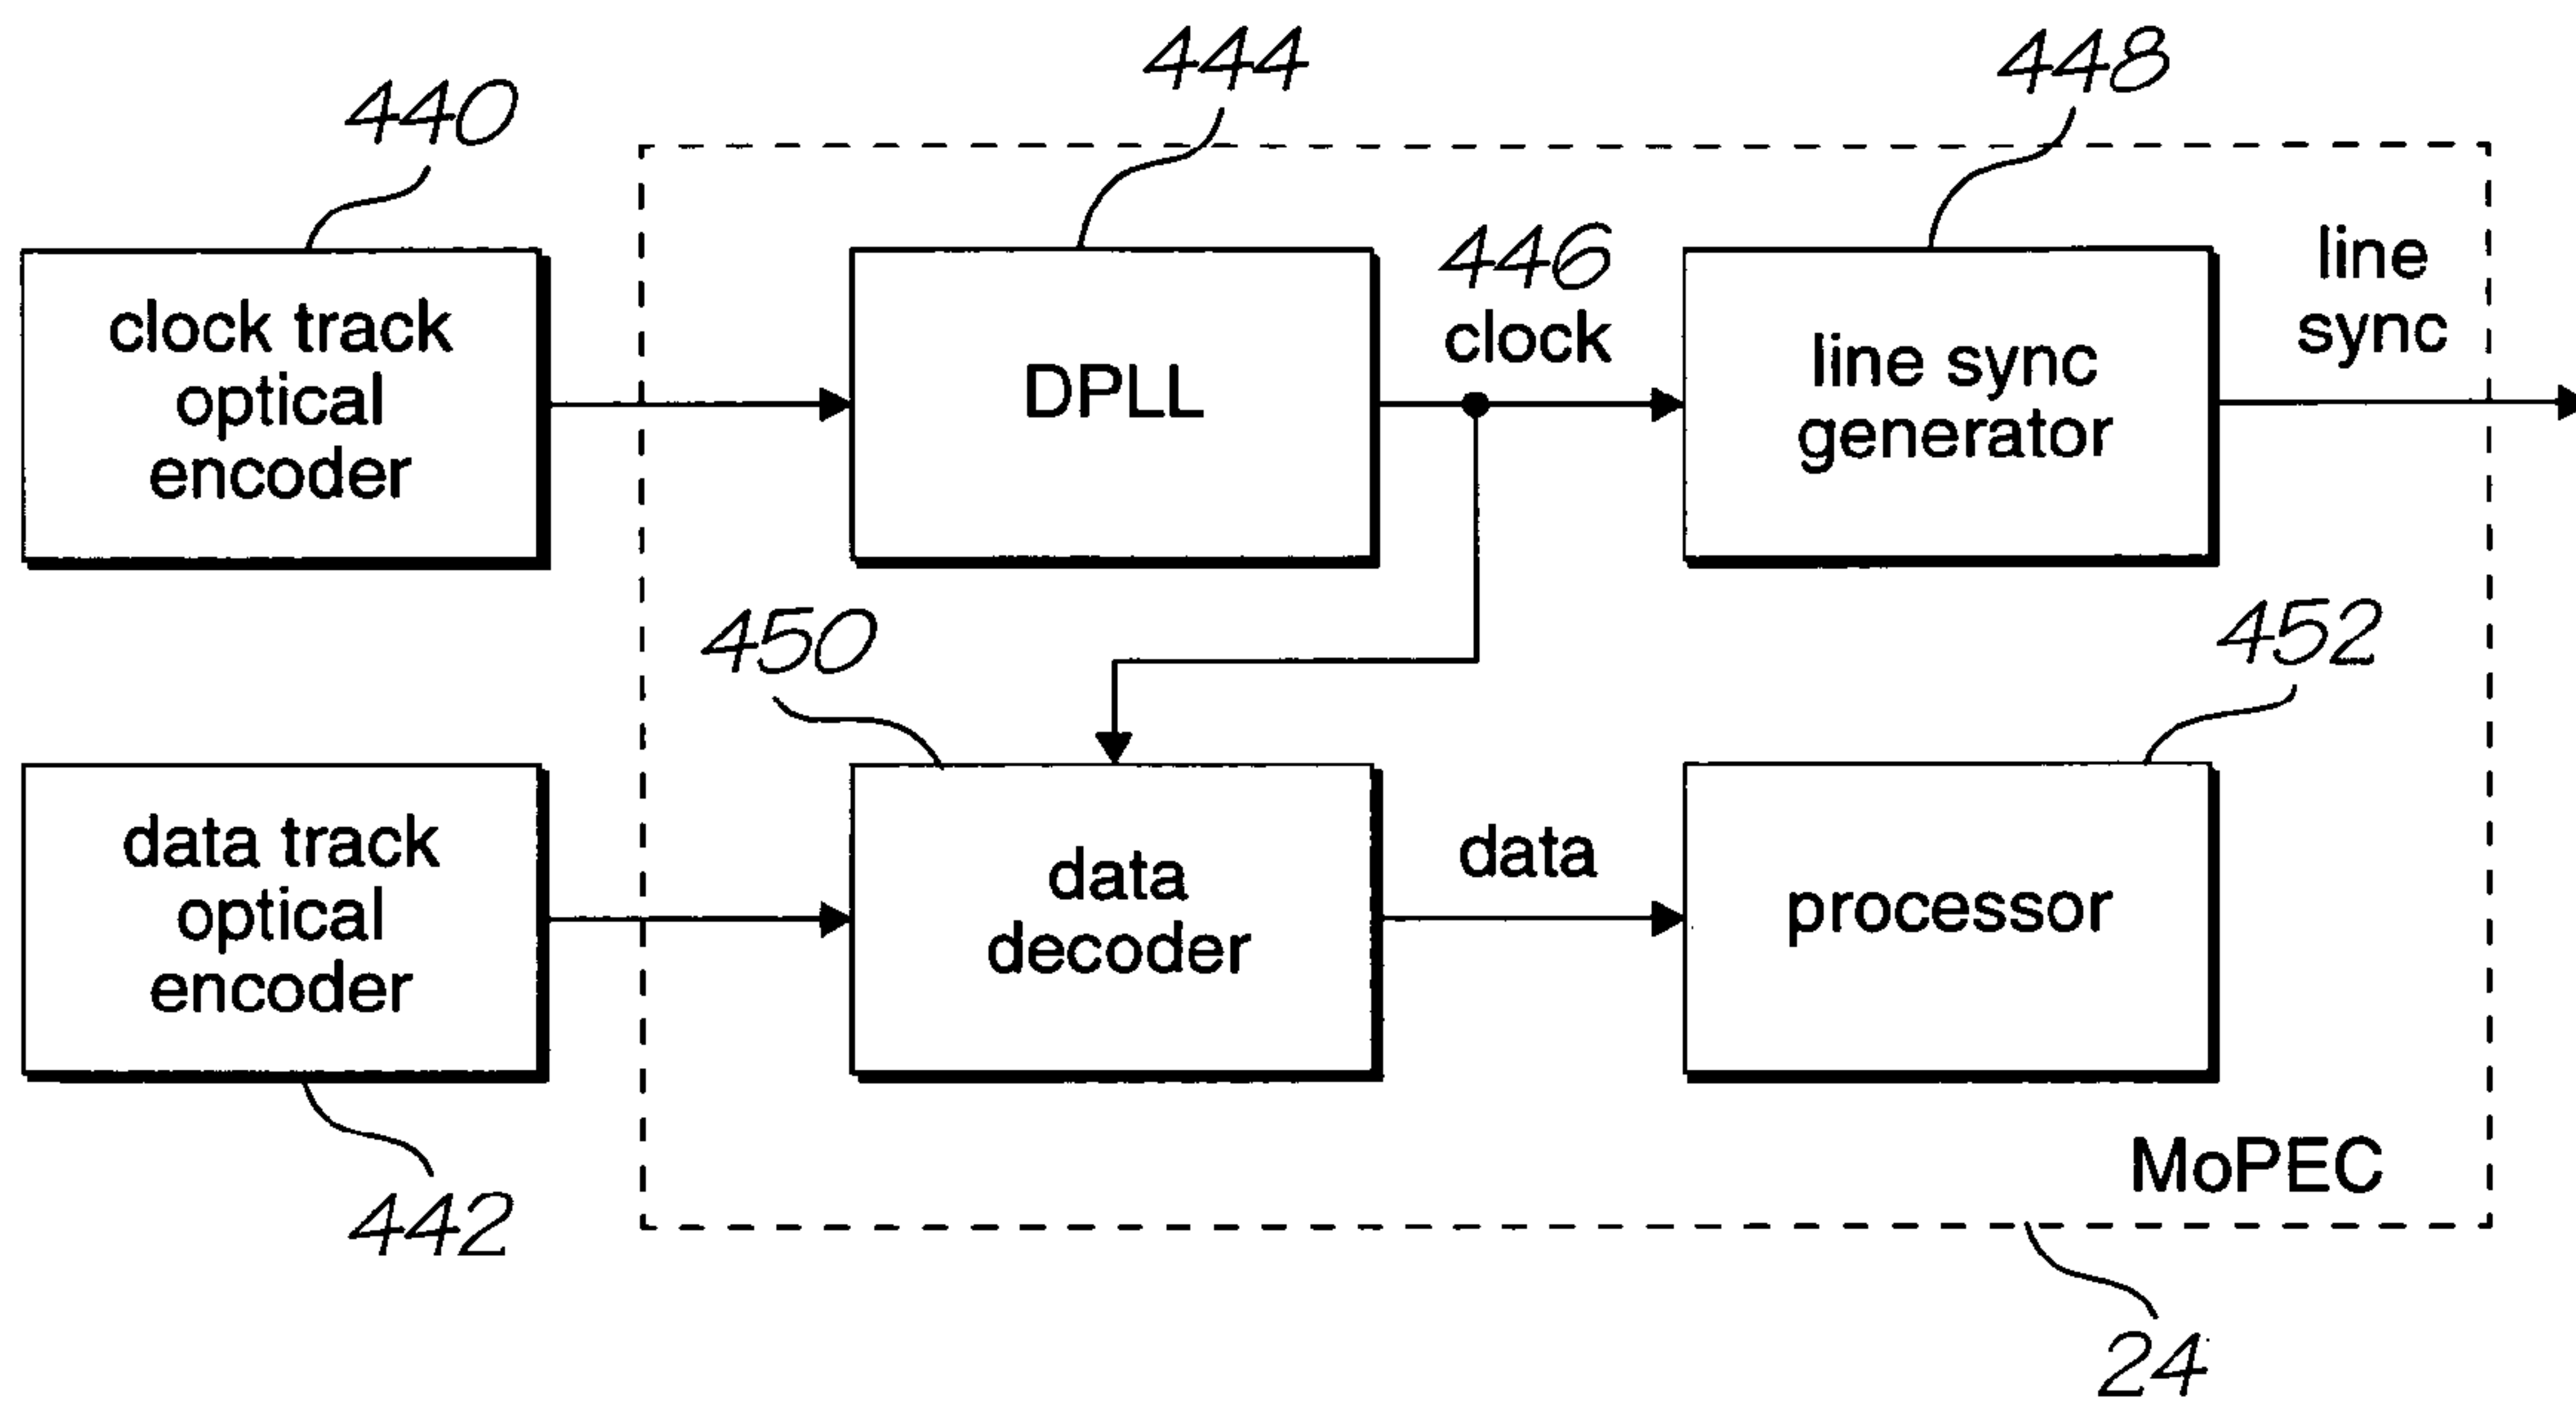 444
448
440
446
clock
line
sync
clock track
optical
encoder
DPLL
line sync
generator
450
452
data track
optical
encoder
data
decoder
data
processor
MoPEC
442
24